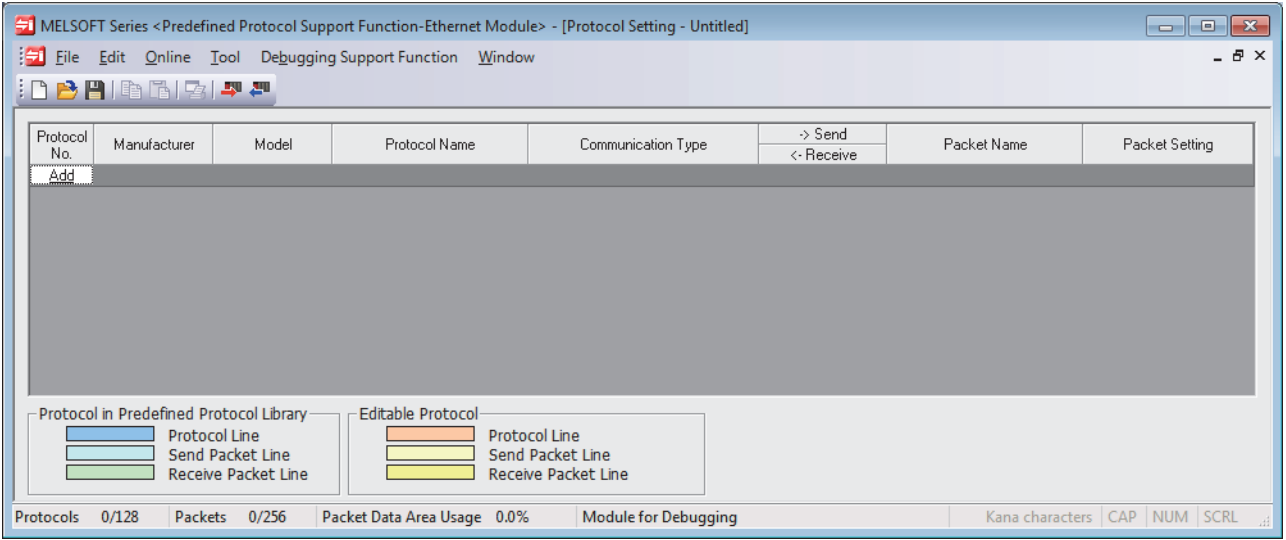 MELSOFT Series <Predefined Protocol Support Function-Ethernet Module> - [Protocol Setting - Untitled]
File Edit Online Tool Debugging Support Function Window
Protocol No. Manufacturer Model Protocol Name Communication Type -> Send <- Receive Packet Name Packet Setting
Add
Protocol in Predefined Protocol Library
Protocol Line
Send Packet Line
Receive Packet Line
Editable Protocol
Protocol Line
Send Packet Line
Receive Packet Line
Protocols 0/128 Packets 0/256 Packet Data Area Usage 0.0% Module for Debugging Kana characters CAP NUM SCRL